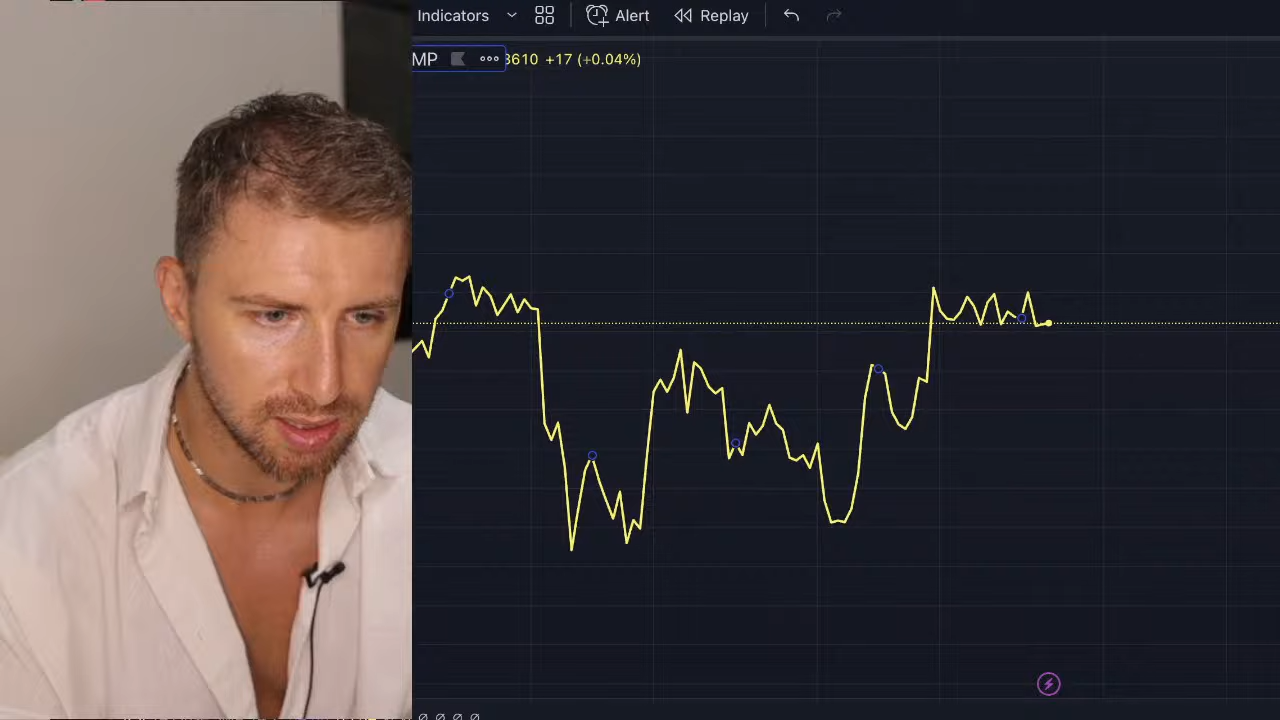 Indicators Alert Replay
MP 3610 +17 (+0.04%)